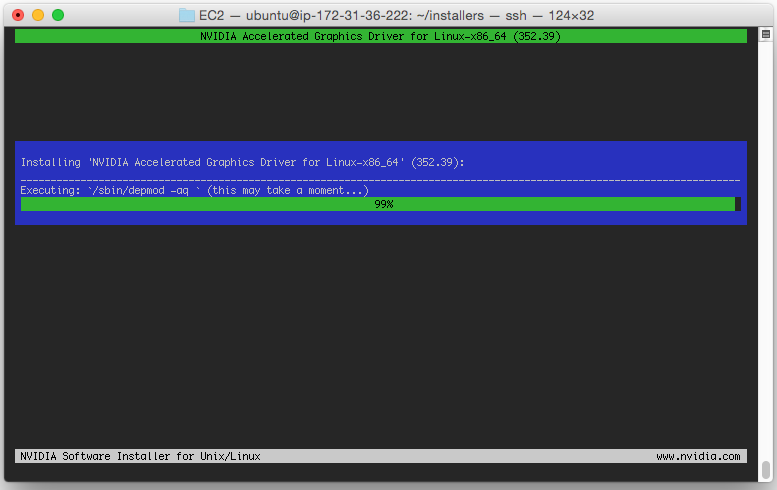 EC2 — ubuntu@ip-172-31-36-222: ~/installers — ssh — 124×32
NVIDIA Accelerated Graphics Driver for Linux-x86_64 (352.39)
Installing 'NVIDIA Accelerated Graphics Driver for Linux-x86_64' (352.39):
Executing: `/sbin/depmod -aq ` (this may take a moment...)
99%
NVIDIA Software Installer for Unix/Linux www.nvidia.com